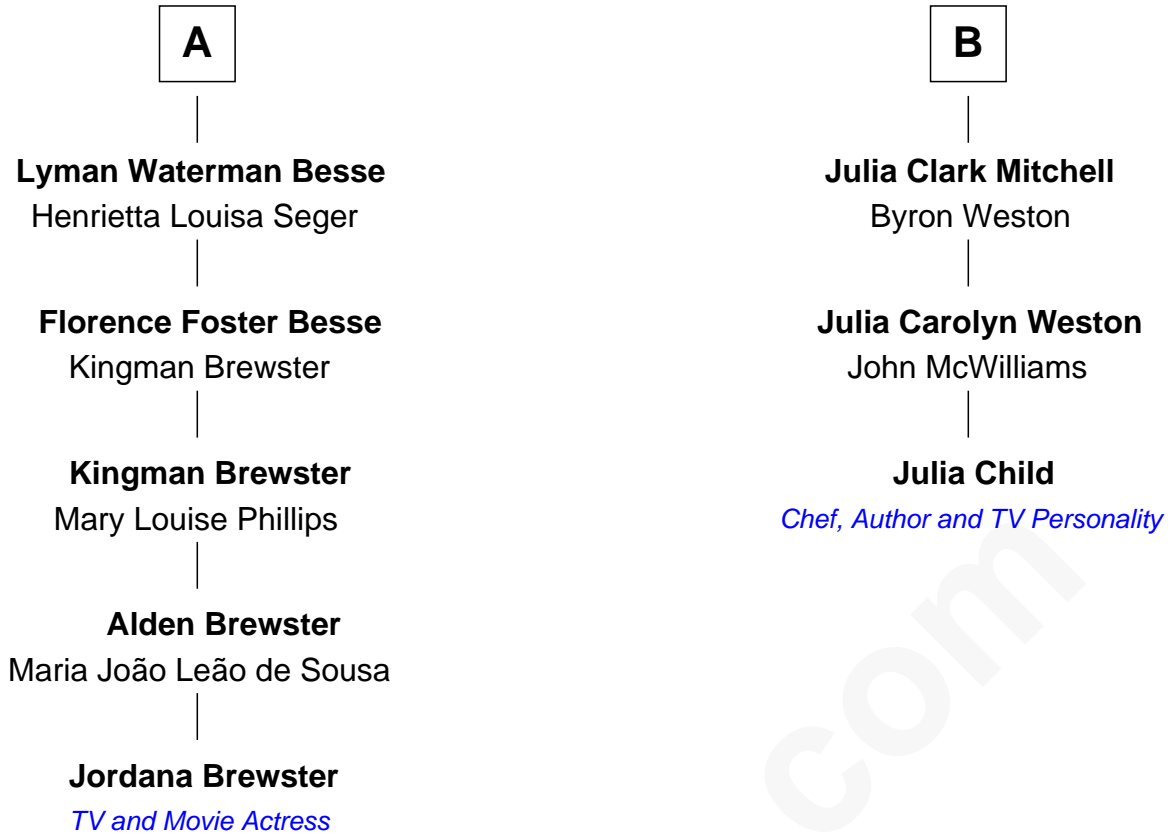 A
Lyman Waterman Besse
Henrietta Louisa Seger
Florence Foster Besse
Kingman Brewster
Kingman Brewster
Mary Louise Phillips
Alden Brewster
Maria João Leão de Sousa
Jordana Brewster
TV and Movie Actress
B
Julia Clark Mitchell
Byron Weston
Julia Carolyn Weston
John McWilliams
Julia Child
Chef, Author and TV Personality
com